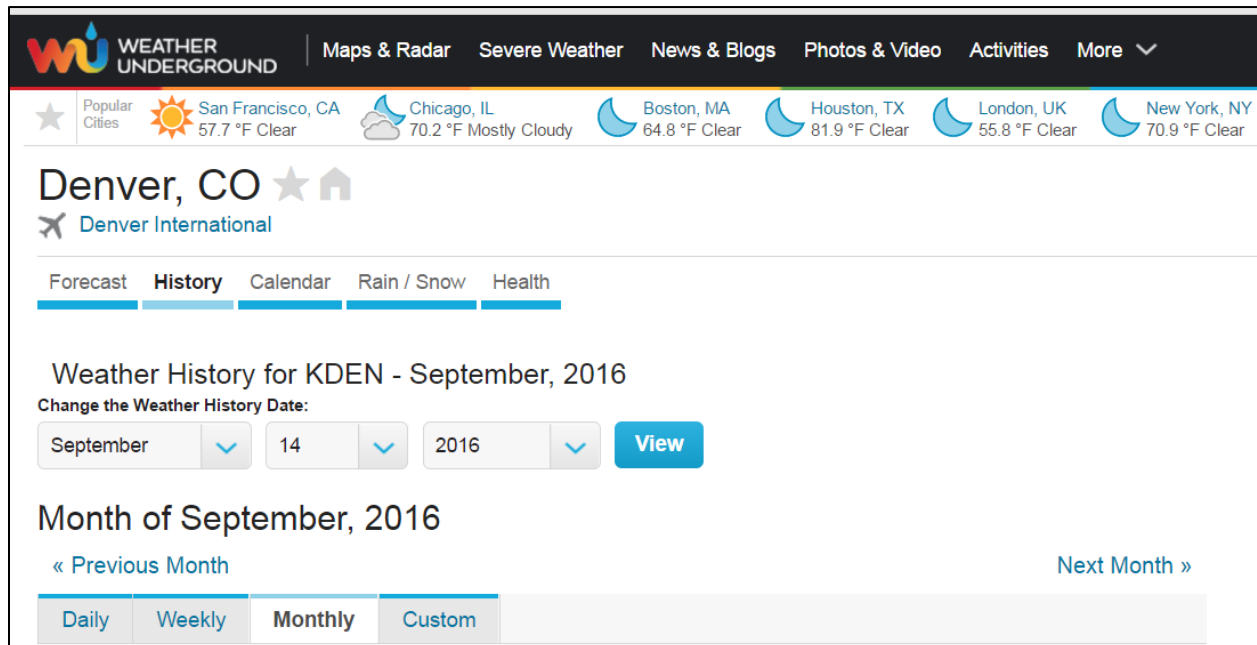 WEATHER
UNDERGROUND
Maps & Radar Severe Weather News & Blogs Photos & Video Activities More
Popular
Cities
San Francisco, CA
57.7 °F Clear
Chicago, IL
70.2 °F Mostly Cloudy
Boston, MA
64.8 °F Clear
Houston, TX
81.9 °F Clear
London, UK
55.8 °F Clear
New York, NY
70.9 °F Clear
Denver, CO
Denver International
Forecast History Calendar Rain / Snow Health
Weather History for KDEN - September, 2016
Change the Weather History Date:
September 14 2016 View
Month of September, 2016
« Previous Month Next Month »
Daily Weekly Monthly Custom